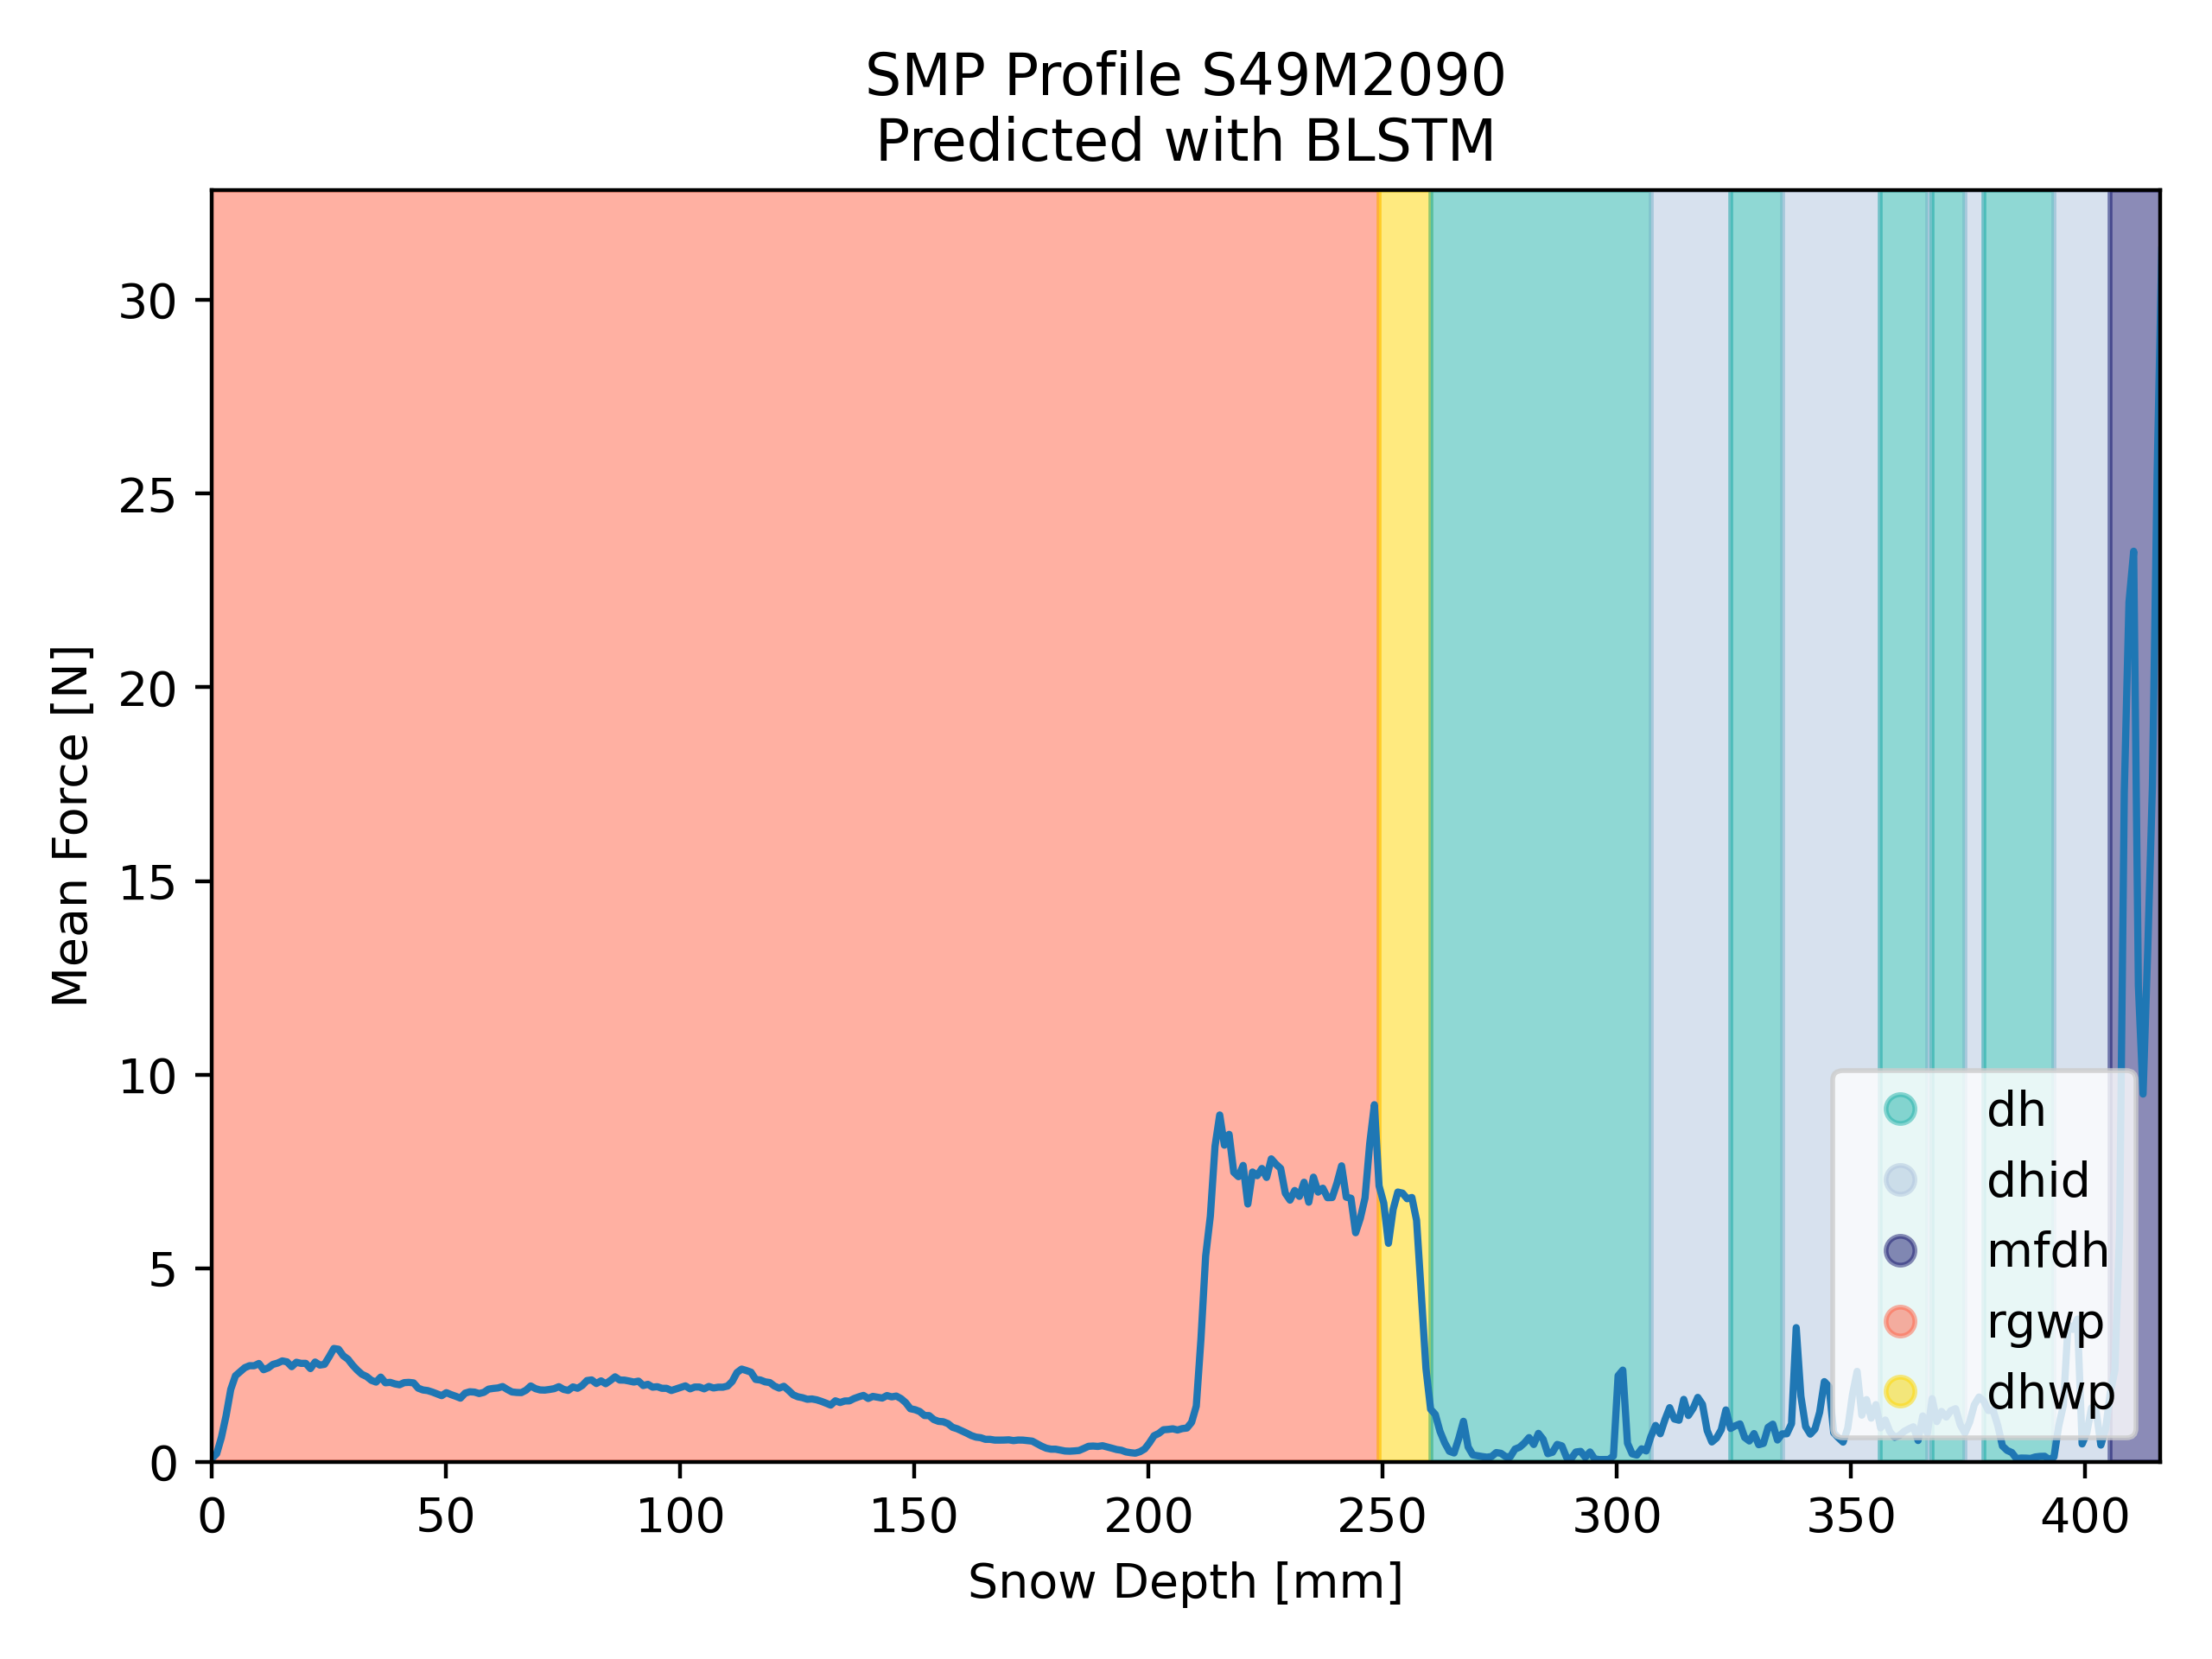 SMP Profile S49M2090
Predicted with BLSTM
Mean Force [N]
30
25
20
15
10
5
0
dh
dhid
mfdh
rgwp
dhwp
0 50 100 150 200 250 300 350 400
Snow Depth [mm]